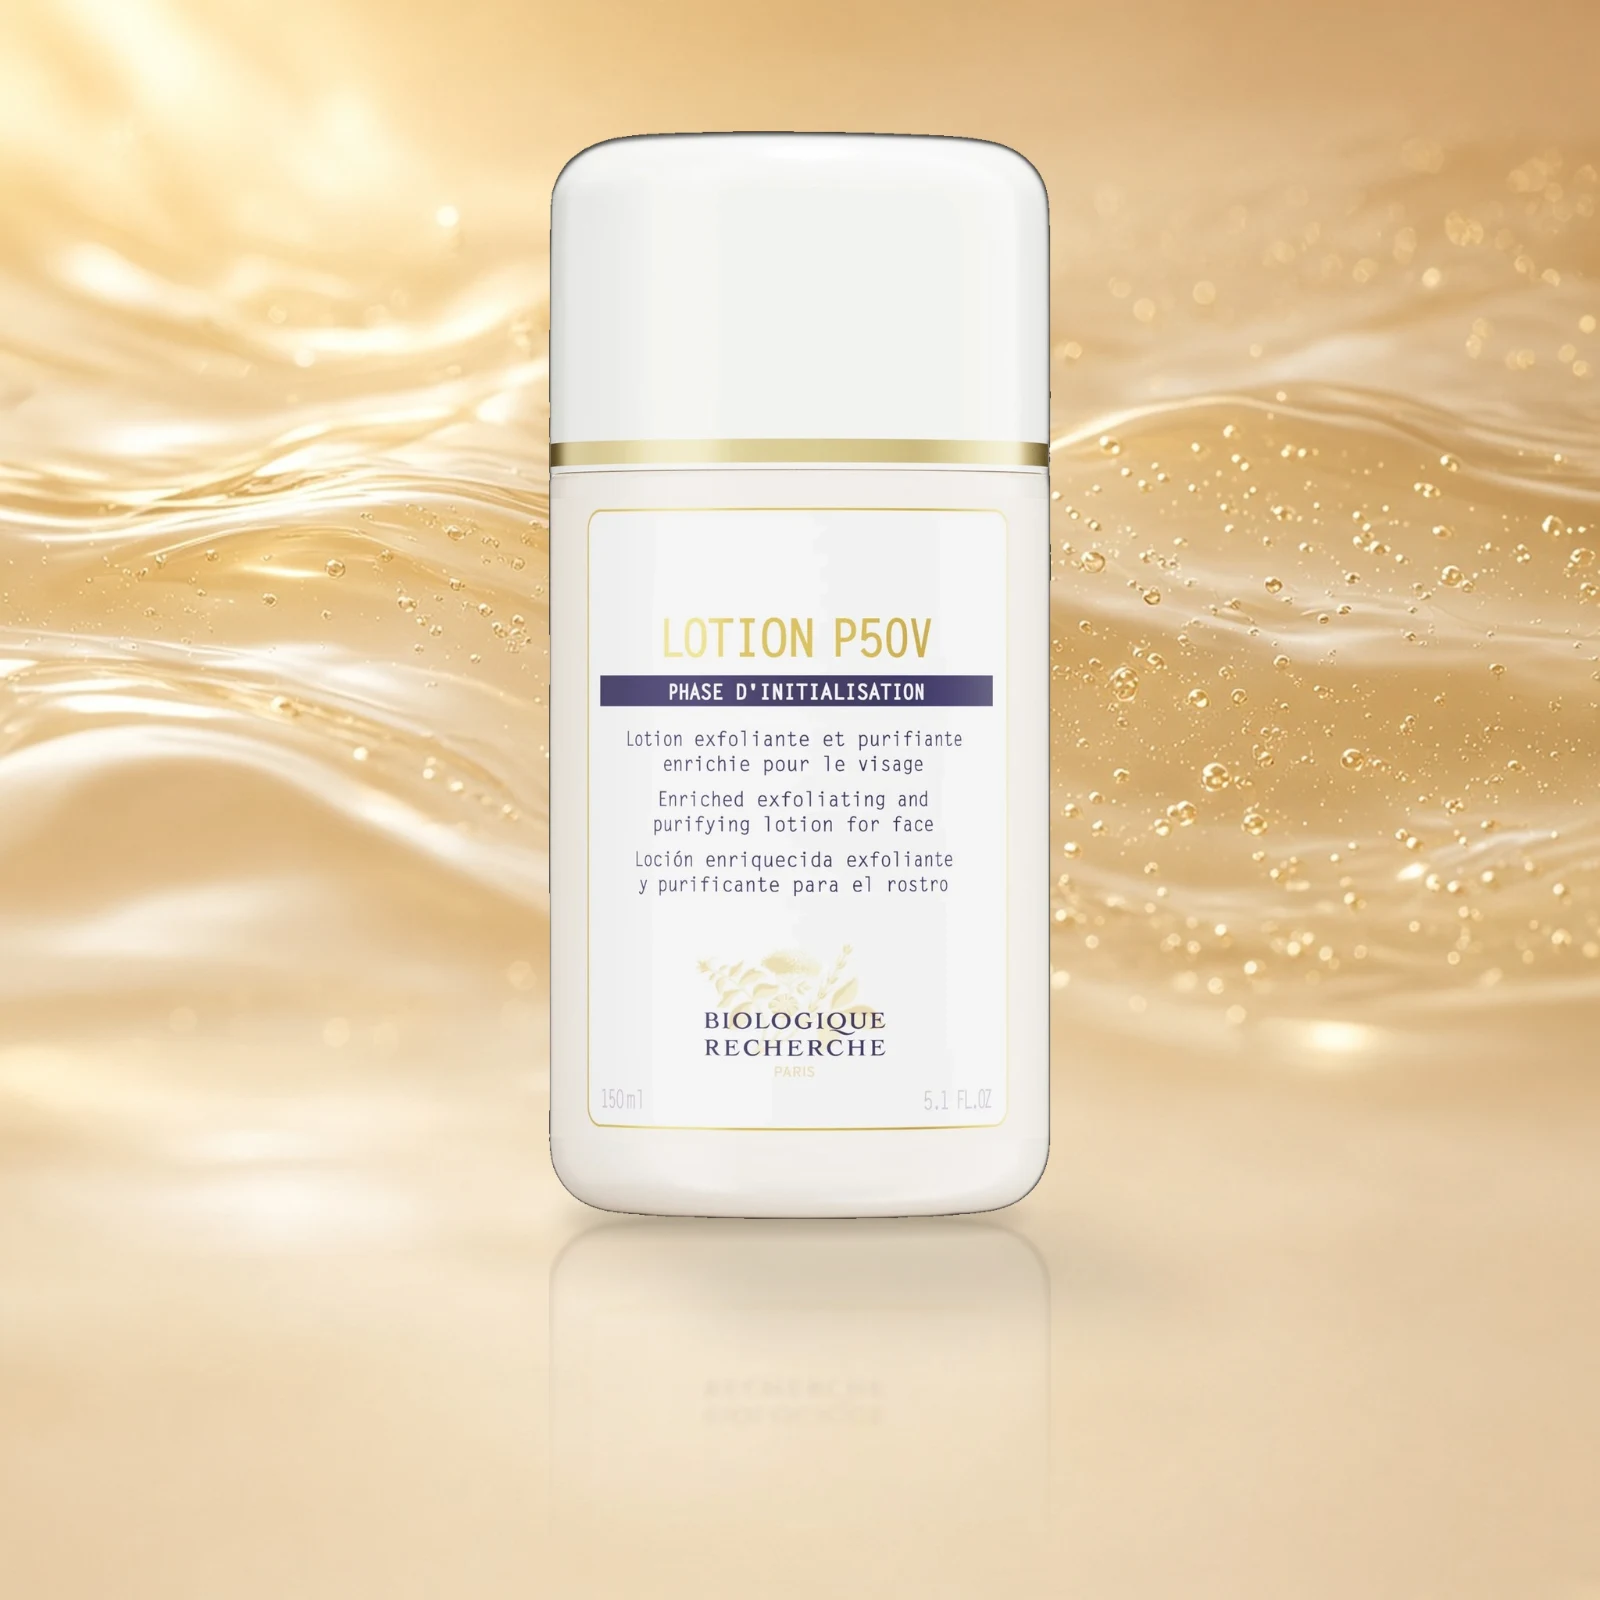 LOTION P50V
PHASE D'INITIALISATION
Lotion exfoliante et purifiante
enrichie pour le visage
Enriched exfoliating and
purifying lotion for face
Loción enriquecida exfoliante
y purificante para el rostro
BIOLOGIQUE
RECHERCHE
PARIS
150ml
5.1 FL.OZ